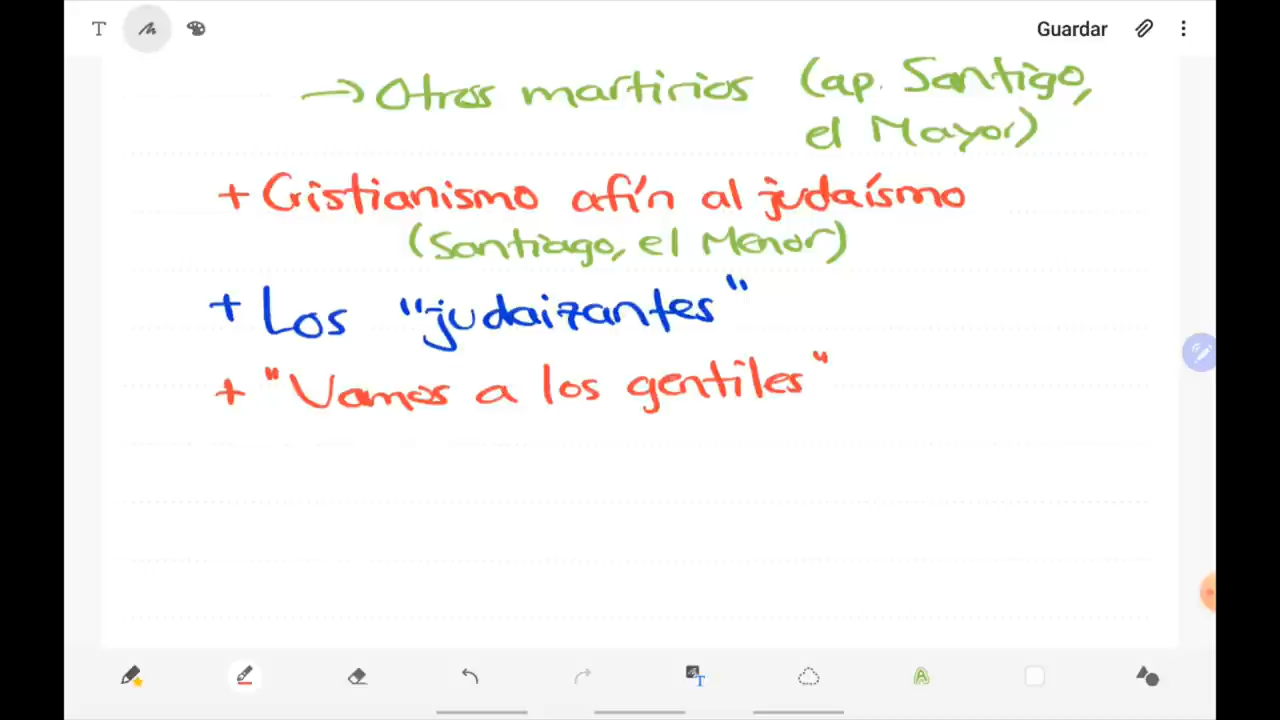 Guardar
→ Otros martirios (ap. Santigo,
el Mayor)
+ Cristianismo afín al judaísmo
(Santiago, el Menor)
+ Los "judaizantes"
+ "Vamos a los gentiles"